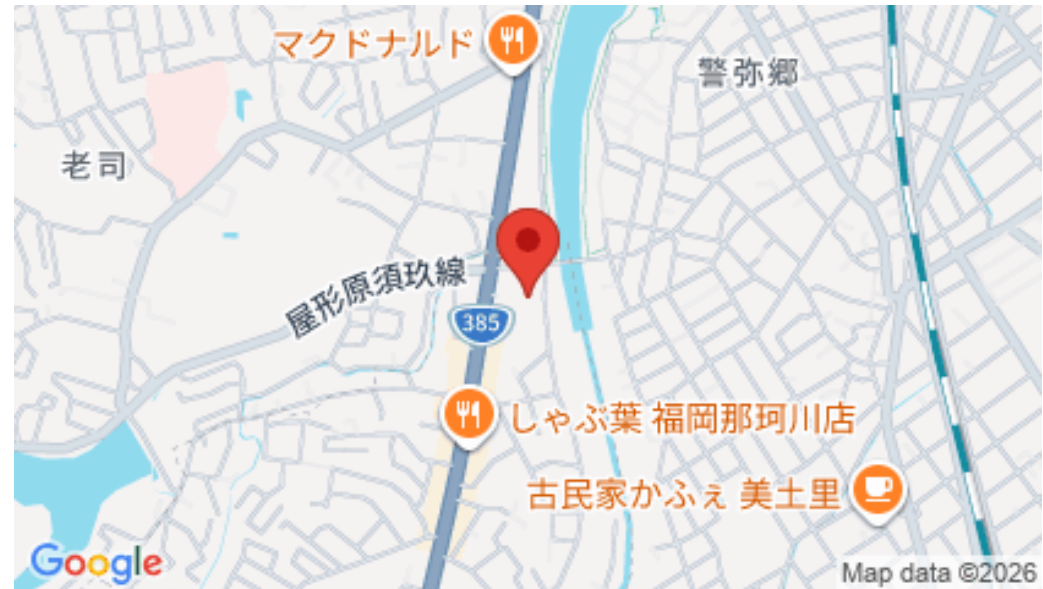 マクドナルド
警弥郷
老司
屋形原須玖線
385
しゃぶ葉 福岡那珂川店
古民家かふぇ 美土里
Google
Map data ©2026